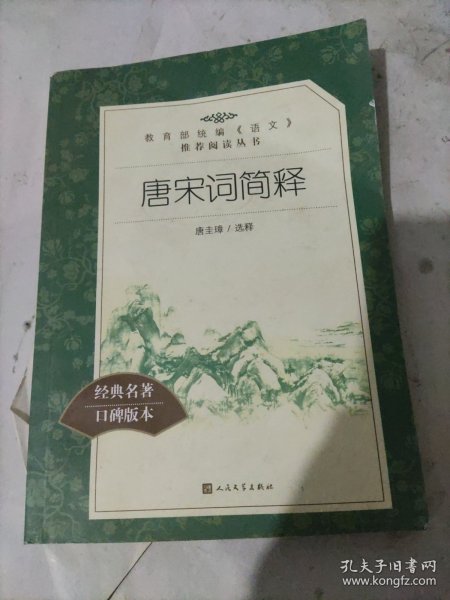 教育部统编《语文》
推荐阅读丛书
唐宋词简释
唐圭璋 / 选释
经典名著
口碑版本
人民文学出版社
孔夫子旧书网
www.kongfz.com